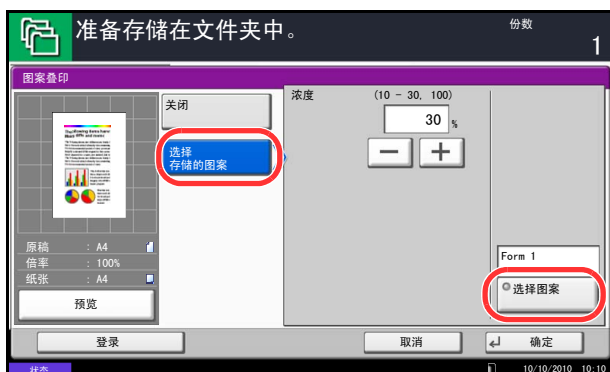 准备存储在文件夹中。
份数
1
图案叠印
关闭
选择
存储的图案
浓度
(10 - 30, 100)
30 %
原稿 : A4
倍率 : 100%
纸张 : A4
预览
Form 1
选择图案
登录
取消
确定
状态
10/10/2010 10:10